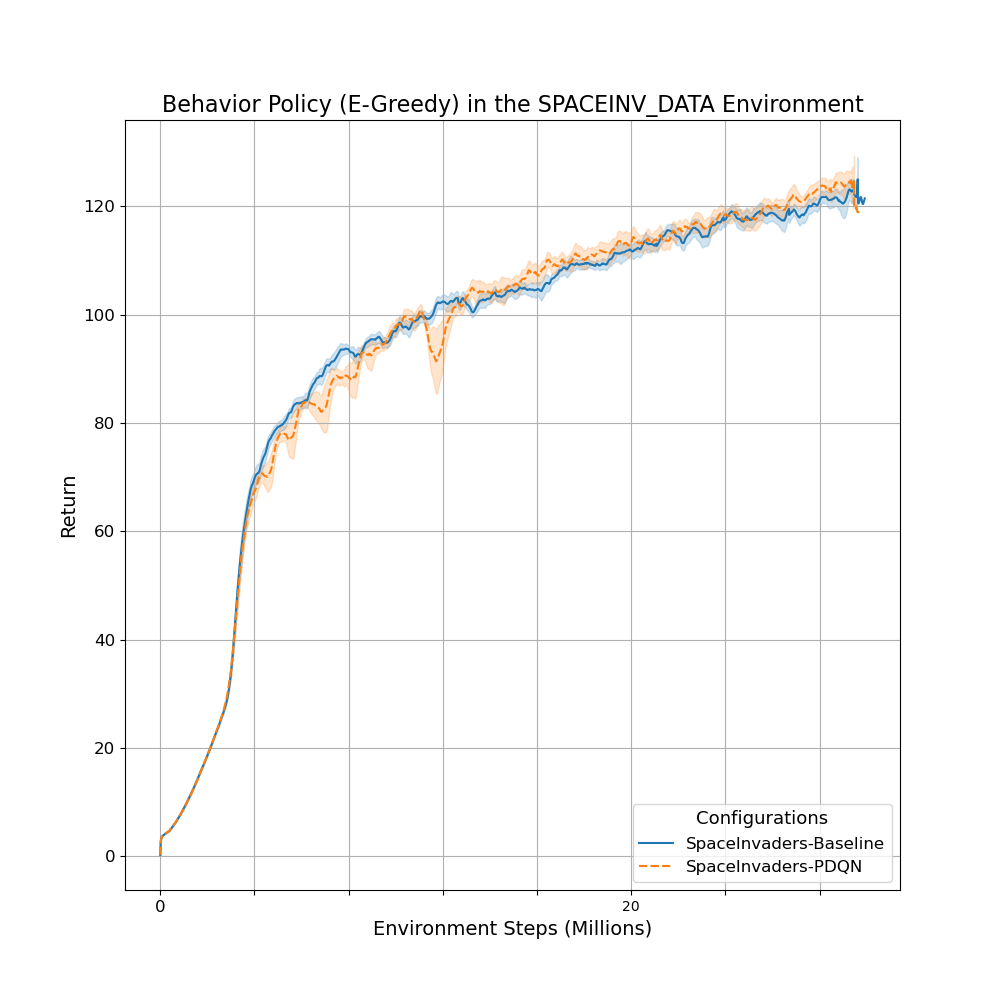 Behavior Policy (E-Greedy) in the SPACEINV_DATA Environment
120
100
80
60
40
20
0
Return
0
20
Environment Steps (Millions)
Configurations
SpaceInvaders-Baseline
SpaceInvaders-PDQN